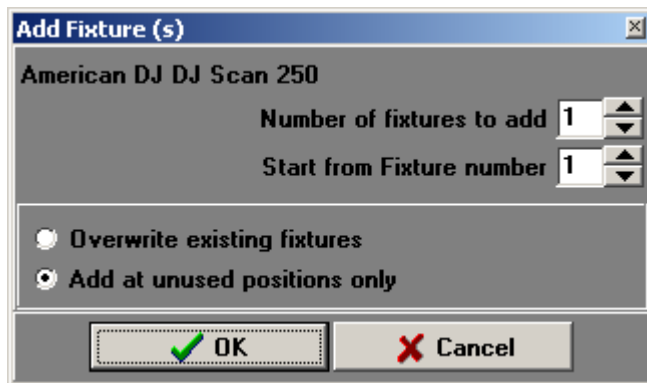 Add Fixture (s)
American DJ DJ Scan 250
Number of fixtures to add 1
Start from Fixture number 1
Overwrite existing fixtures
Add at unused positions only
OK Cancel